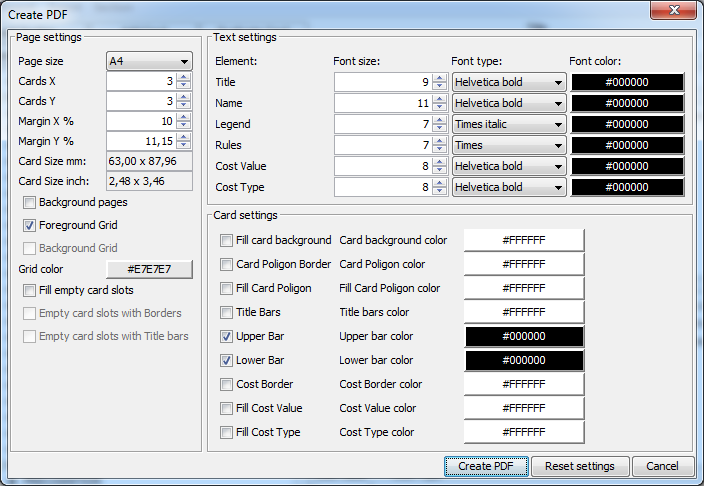 Create PDF
Page settings
Page size A4
Cards X 3
Cards Y 3
Margin X % 10
Margin Y % 11,15
Card Size mm: 63,00 x 87,96
Card Size inch: 2,48 x 3,46
Background pages
Foreground Grid
Background Grid
Grid color #E7E7E7
Fill empty card slots
Empty card slots with Borders
Empty card slots with Title bars
Text settings
Element: Font size: Font type: Font color:
Title 9 Helvetica bold #000000
Name 11 Helvetica bold #000000
Legend 7 Times italic #000000
Rules 7 Times #000000
Cost Value 8 Helvetica bold #000000
Cost Type 8 Helvetica bold #000000
Card settings
Fill card background Card background color #FFFFFF
Card Poligon Border Card Poligon color #FFFFFF
Fill Card Poligon Fill Card Poligon color #FFFFFF
Title Bars Title bars color #FFFFFF
Upper Bar Upper bar color #000000
Lower Bar Lower bar color #000000
Cost Border Cost Border color #FFFFFF
Fill Cost Value Cost Value color #FFFFFF
Fill Cost Type Cost Type color #FFFFFF
Create PDF Reset settings Cancel